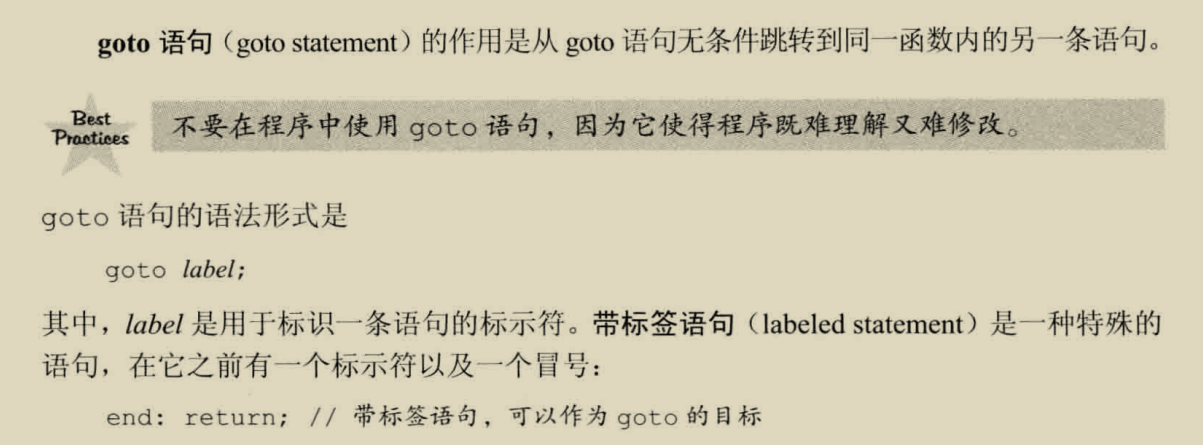 goto 语句（goto statement）的作用是从 goto 语句无条件跳转到同一函数内的另一条语句。
Best
Practices
不要在程序中使用 goto 语句，因为它使得程序既难理解又难修改。
goto 语句的语法形式是
goto label;
其中，label 是用于标识一条语句的标示符。带标签语句（labeled statement）是一种特殊的
语句，在它之前有一个标示符以及一个冒号：
end: return; // 带标签语句，可以作为 goto 的目标